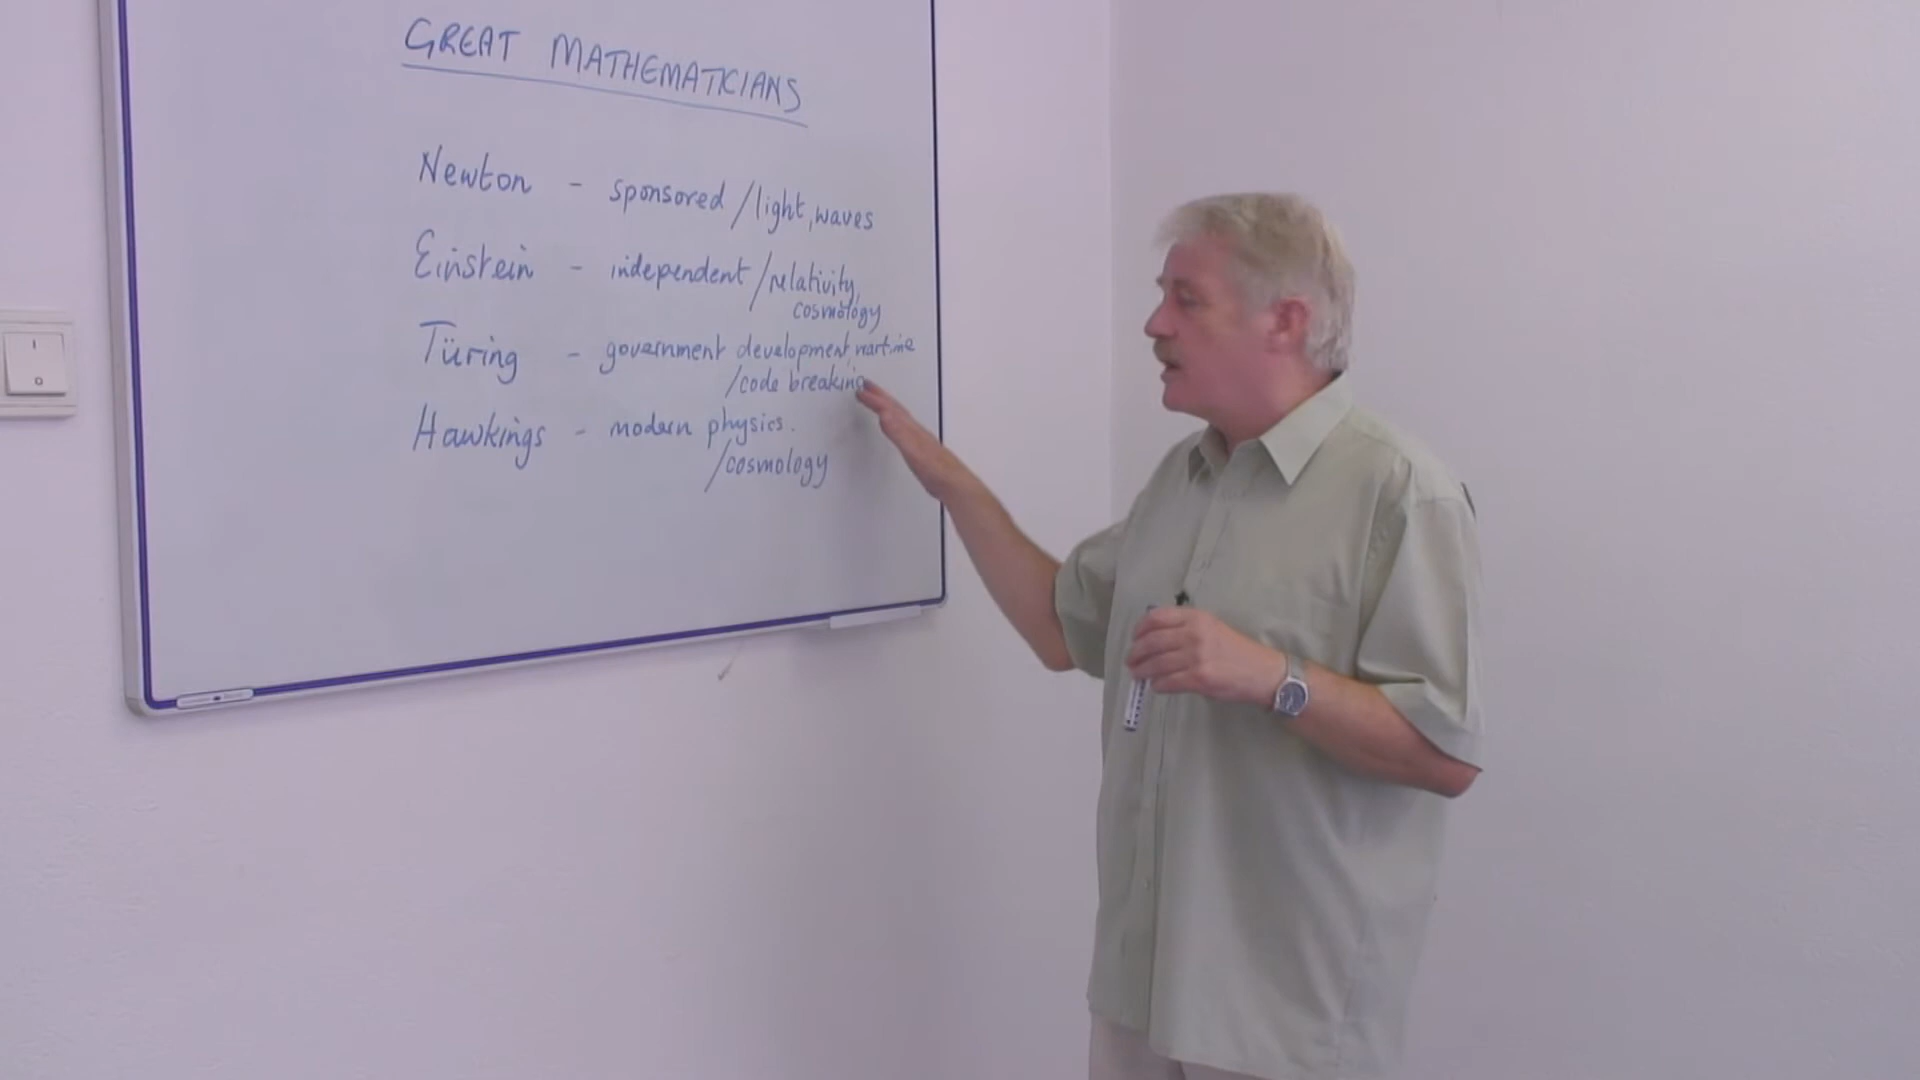 GREAT MATHEMATICIANS
Newton - sponsored / light, waves
Einstein - independent / relativity,
cosmology
Türing - government development, wartime
/ code breaking
Hawkings - modern physics.
/ cosmology